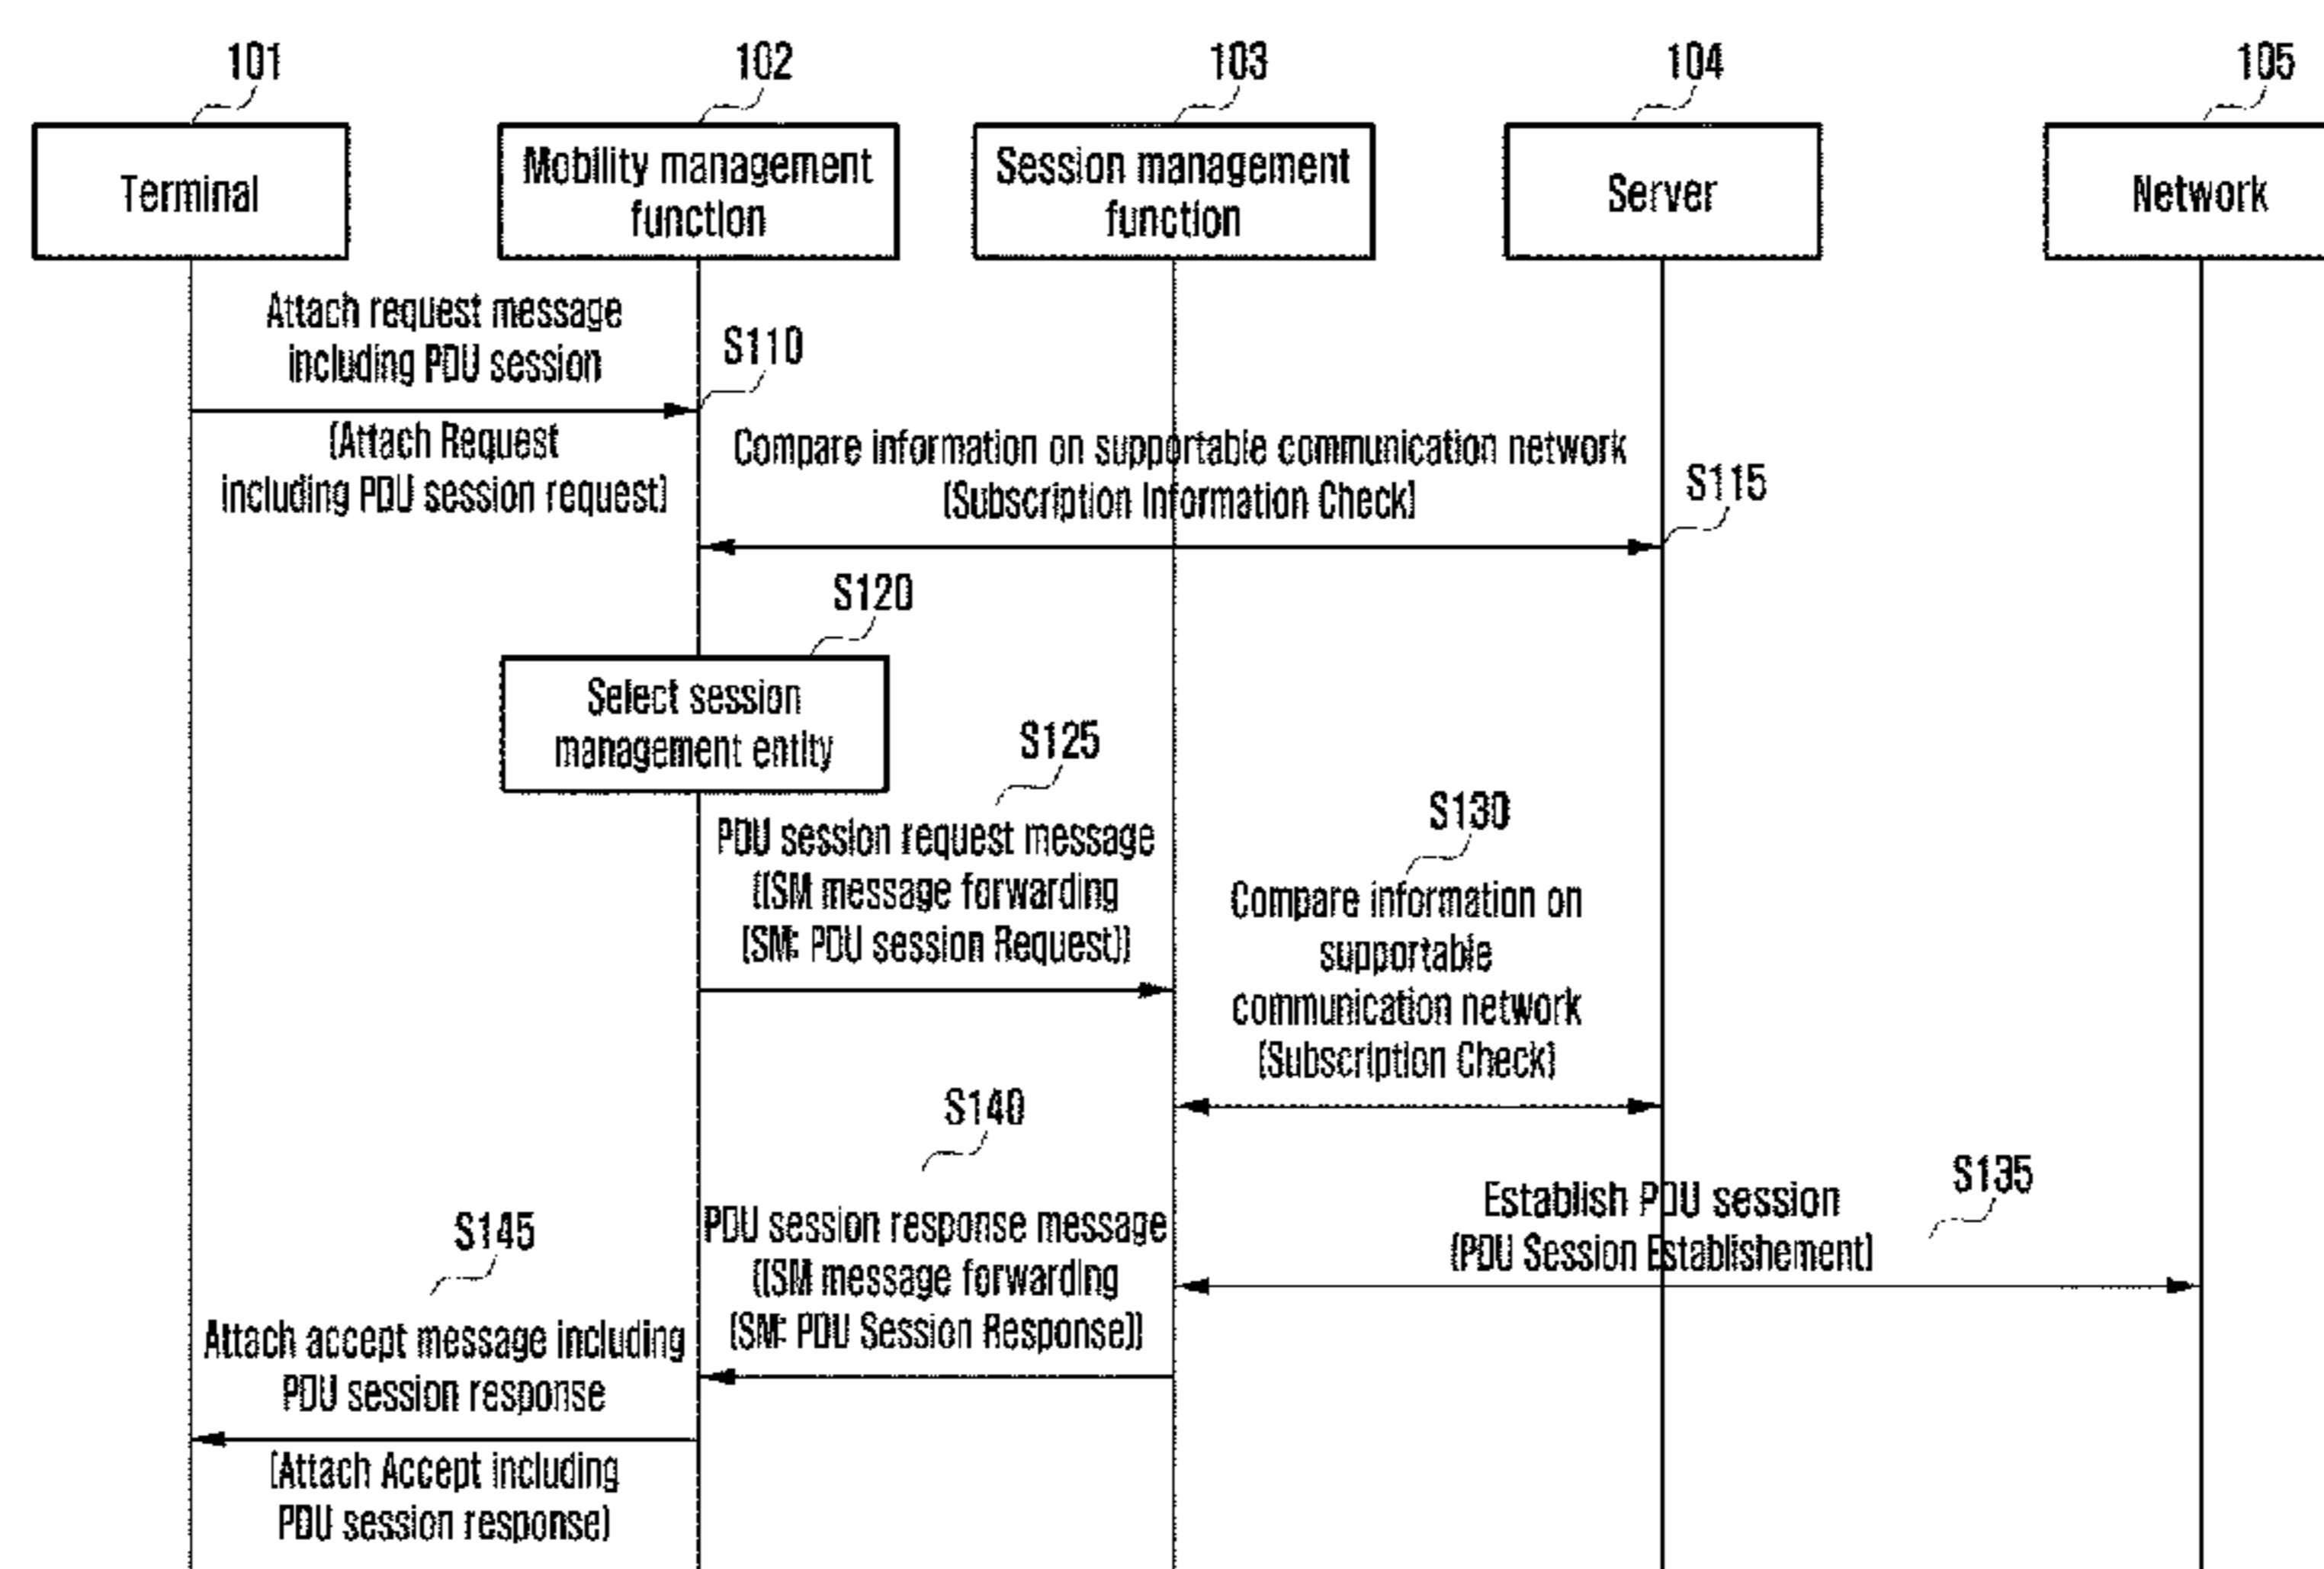 101
102
103
104
105
Terminal
Mobility management
function
Session management
function
Server
Network
Attach request message
including PDU session
S110
(Attach Request
including PDU session request)
Compare information on supportable communication network
(Subscription Information Check)
S115
S120
Select session
management entity
S125
PDU session request message
((SM message forwarding
(SM: PDU session Request))
S130
Compare information on
supportable
communication network
(Subscription Check)
S135
Establish PDU session
(PDU Session Establishement)
S140
PDU session response message
((SM message forwarding
(SM: PDU Session Response))
S145
Attach accept message including
PDU session response
(Attach Accept including
PDU session response)